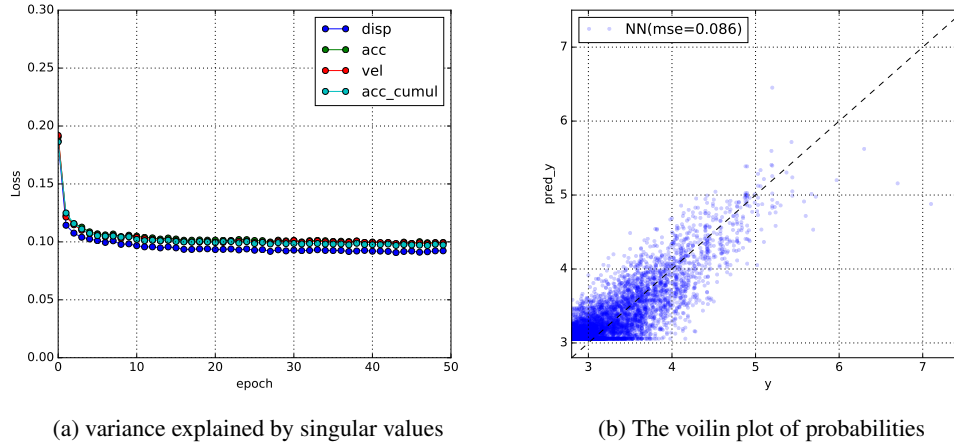 0.30
0.25
0.20
0.15
0.10
0.05
0.00
Loss
0 10 20 30 40 50
epoch
disp
acc
vel
acc_cumul
(a) variance explained by singular values
NN(mse=0.086)
7
6
5
4
3
pred_y
3 4 5 6 7
y
(b) The voilin plot of probabilities